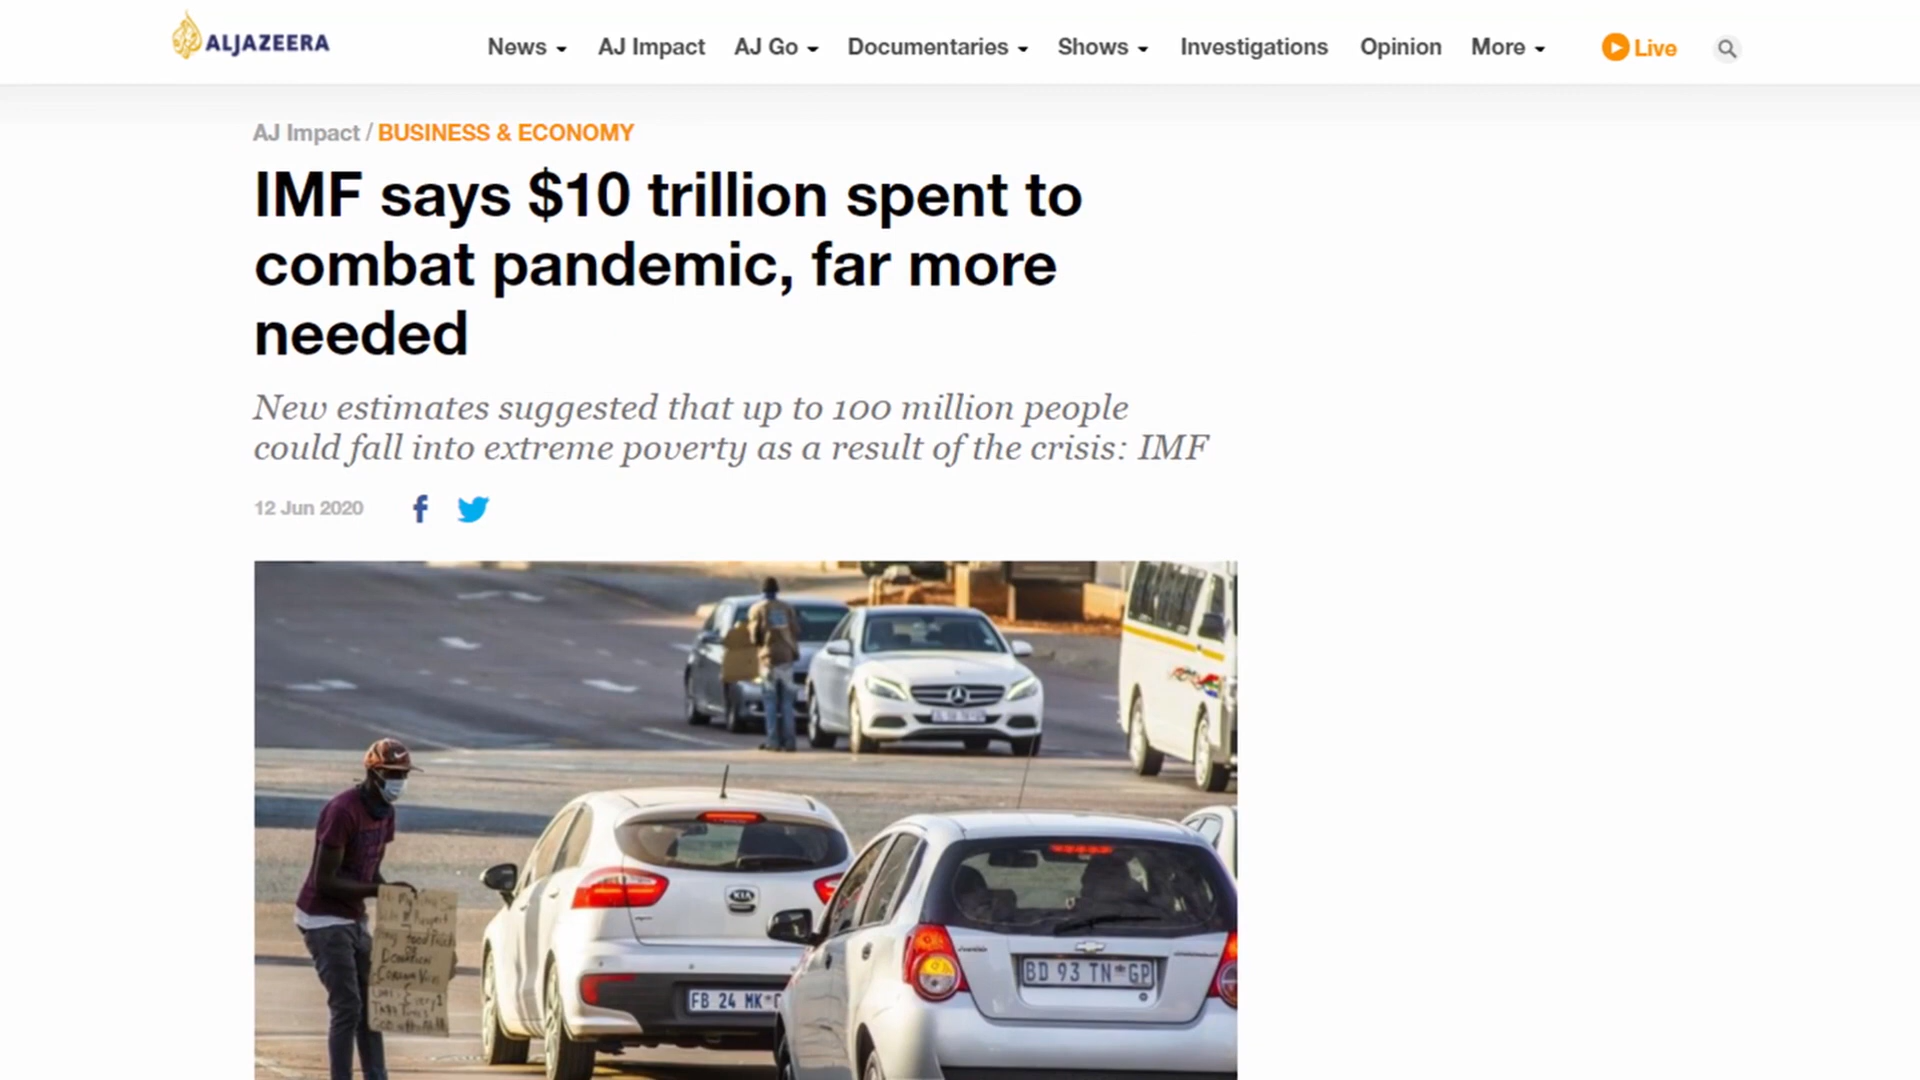 ALJAZEERA
News AJ Impact AJ Go Documentaries Shows Investigations Opinion More Live
AJ Impact / BUSINESS & ECONOMY
IMF says $10 trillion spent to
combat pandemic, far more
needed
New estimates suggested that up to 100 million people
could fall into extreme poverty as a result of the crisis: IMF
12 Jun 2020
Donation
KIA
FB 24 MK
BD 93 TN GP